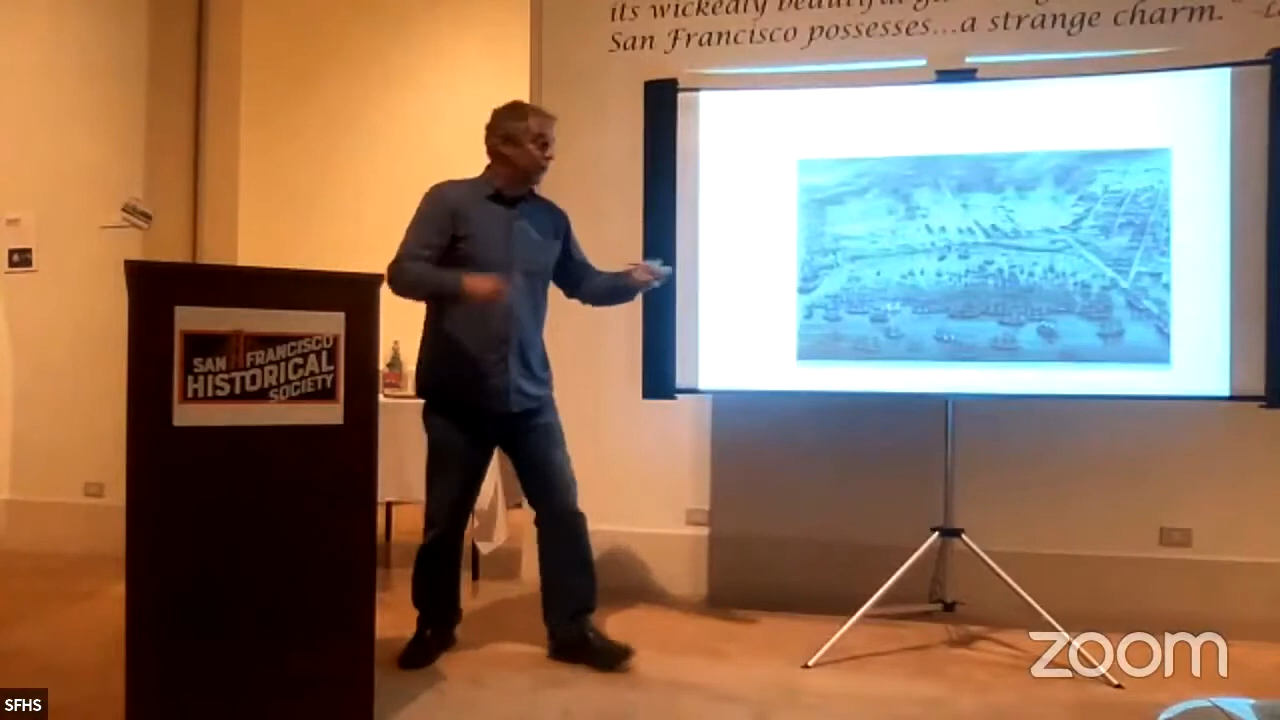 its wickedly beautiful
San Francisco possesses...a strange charm.
SAN FRANCISCO
HISTORICAL
SOCIETY
zoom
SFHS